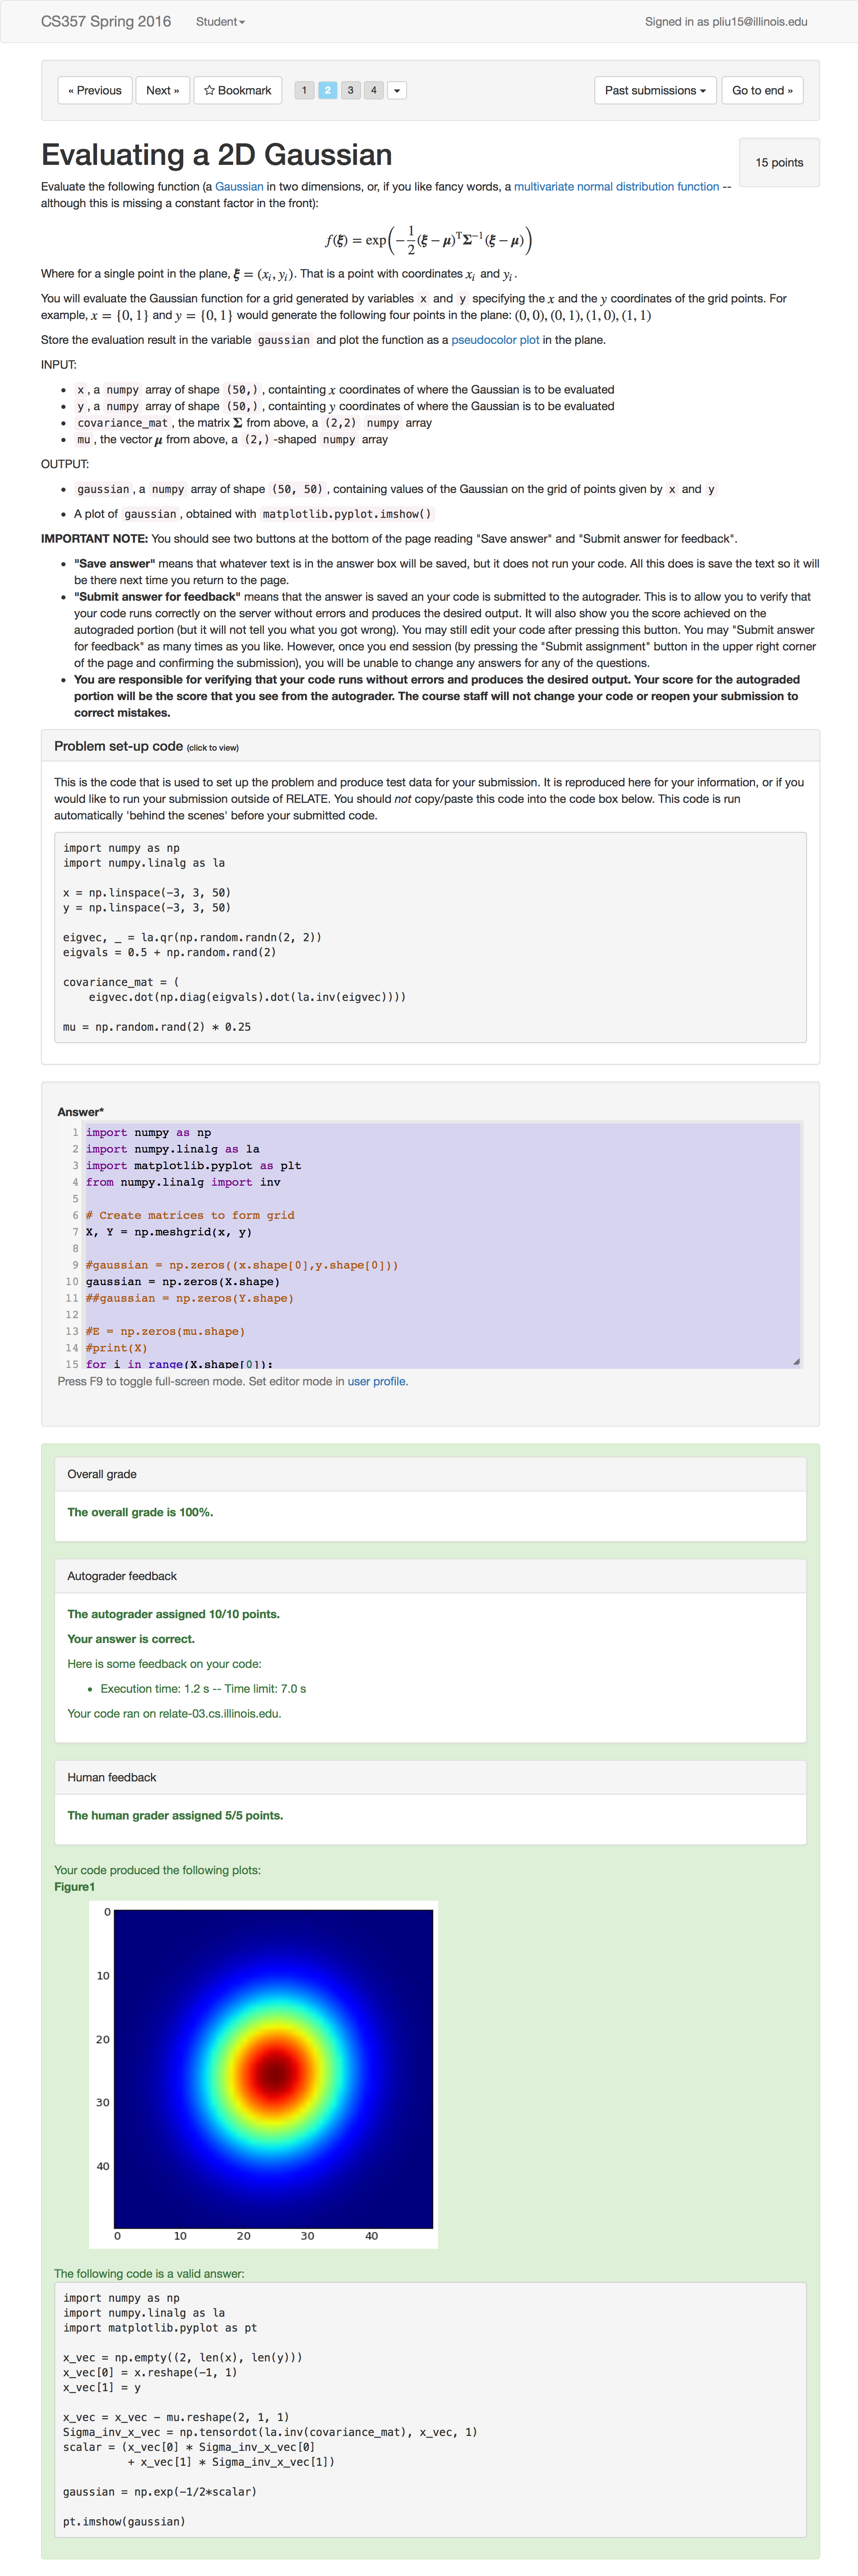 CS357 Spring 2016 Student Signed in as pliu15@illinois.edu
« Previous Next » Bookmark 1 2 3 4 Past submissions Go to end »
Evaluating a 2D Gaussian
15 points
Evaluate the following function (a Gaussian in two dimensions, or, if you like fancy words, a multivariate normal distribution function --
although this is missing a constant factor in the front):
f(ξ) = exp(−1/2(ξ − μ)ᵀΣ⁻¹(ξ − μ))
Where for a single point in the plane, ξ = (xᵢ, yᵢ). That is a point with coordinates xᵢ and yᵢ.
You will evaluate the Gaussian function for a grid generated by variables x and y specifying the x and the y coordinates of the grid points. For
example, x = {0, 1} and y = {0, 1} would generate the following four points in the plane: (0, 0), (0, 1), (1, 0), (1, 1)
Store the evaluation result in the variable gaussian and plot the function as a pseudocolor plot in the plane.
INPUT:
• x, a numpy array of shape (50,), containting x coordinates of where the Gaussian is to be evaluated
• y, a numpy array of shape (50,), containting y coordinates of where the Gaussian is to be evaluated
• covariance_mat, the matrix Σ from above, a (2,2) numpy array
• mu, the vector μ from above, a (2,)-shaped numpy array
OUTPUT:
• gaussian, a numpy array of shape (50, 50), containing values of the Gaussian on the grid of points given by x and y
• A plot of gaussian, obtained with matplotlib.pyplot.imshow()
IMPORTANT NOTE: You should see two buttons at the bottom of the page reading "Save answer" and "Submit answer for feedback".
• "Save answer" means that whatever text is in the answer box will be saved, but it does not run your code. All this does is save the text so it will
be there next time you return to the page.
• "Submit answer for feedback" means that the answer is saved an your code is submitted to the autograder. This is to allow you to verify that
your code runs correctly on the server without errors and produces the desired output. It will also show you the score achieved on the
autograded portion (but it will not tell you what you got wrong). You may still edit your code after pressing this button. You may "Submit answer
for feedback" as many times as you like. However, once you end session (by pressing the "Submit assignment" button in the upper right corner
of the page and confirming the submission), you will be unable to change any answers for any of the questions.
• You are responsible for verifying that your code runs without errors and produces the desired output. Your score for the autograded
portion will be the score that you see from the autograder. The course staff will not change your code or reopen your submission to
correct mistakes.
Problem set-up code (click to view)
This is the code that is used to set up the problem and produce test data for your submission. It is reproduced here for your information, or if you
would like to run your submission outside of RELATE. You should not copy/paste this code into the code box below. This code is run
automatically 'behind the scenes' before your submitted code.
import numpy as np
import numpy.linalg as la
x = np.linspace(-3, 3, 50)
y = np.linspace(-3, 3, 50)
eigvec, _ = la.qr(np.random.randn(2, 2))
eigvals = 0.5 + np.random.rand(2)
covariance_mat = (
    eigvec.dot(np.diag(eigvals).dot(la.inv(eigvec))))
mu = np.random.rand(2) * 0.25
Answer*
1 import numpy as np
2 import numpy.linalg as la
3 import matplotlib.pyplot as plt
4 from numpy.linalg import inv
5
6 # Create matrices to form grid
7 X, Y = np.meshgrid(x, y)
8
9 #gaussian = np.zeros((x.shape[0],y.shape[0]))
10 gaussian = np.zeros(X.shape)
11 ##gaussian = np.zeros(Y.shape)
12
13 #E = np.zeros(mu.shape)
14 #print(X)
15 for i in range(X.shape[0]):
Press F9 to toggle full-screen mode. Set editor mode in user profile.
Overall grade
The overall grade is 100%.
Autograder feedback
The autograder assigned 10/10 points.
Your answer is correct.
Here is some feedback on your code:
• Execution time: 1.2 s -- Time limit: 7.0 s
Your code ran on relate-03.cs.illinois.edu.
Human feedback
The human grader assigned 5/5 points.
Your code produced the following plots:
Figure1
0
10
20
30
40
0 10 20 30 40
The following code is a valid answer:
import numpy as np
import numpy.linalg as la
import matplotlib.pyplot as pt
x_vec = np.empty((2, len(x), len(y)))
x_vec[0] = x.reshape(-1, 1)
x_vec[1] = y
x_vec = x_vec - mu.reshape(2, 1, 1)
Sigma_inv_x_vec = np.tensordot(la.inv(covariance_mat), x_vec, 1)
scalar = (x_vec[0] * Sigma_inv_x_vec[0]
          + x_vec[1] * Sigma_inv_x_vec[1])
gaussian = np.exp(-1/2*scalar)
pt.imshow(gaussian)